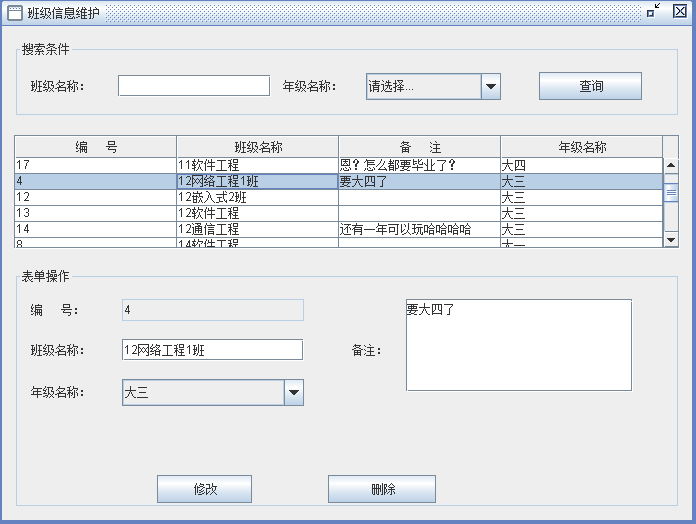 班级信息维护
搜索条件
班级名称： 年级名称： 请选择... 查询
编 号 班级名称 备 注 年级名称
17 11软件工程 恩？怎么都要毕业了？ 大四
4 12网络工程1班 要大四了 大三
12 12嵌入式2班 大三
13 12软件工程 大三
14 12通信工程 还有一年可以玩哈哈哈哈 大三
8 14软件工程 大一
表单操作
编 号： 4 要大四了
班级名称： 12网络工程1班 备注：
年级名称： 大三
修改 删除